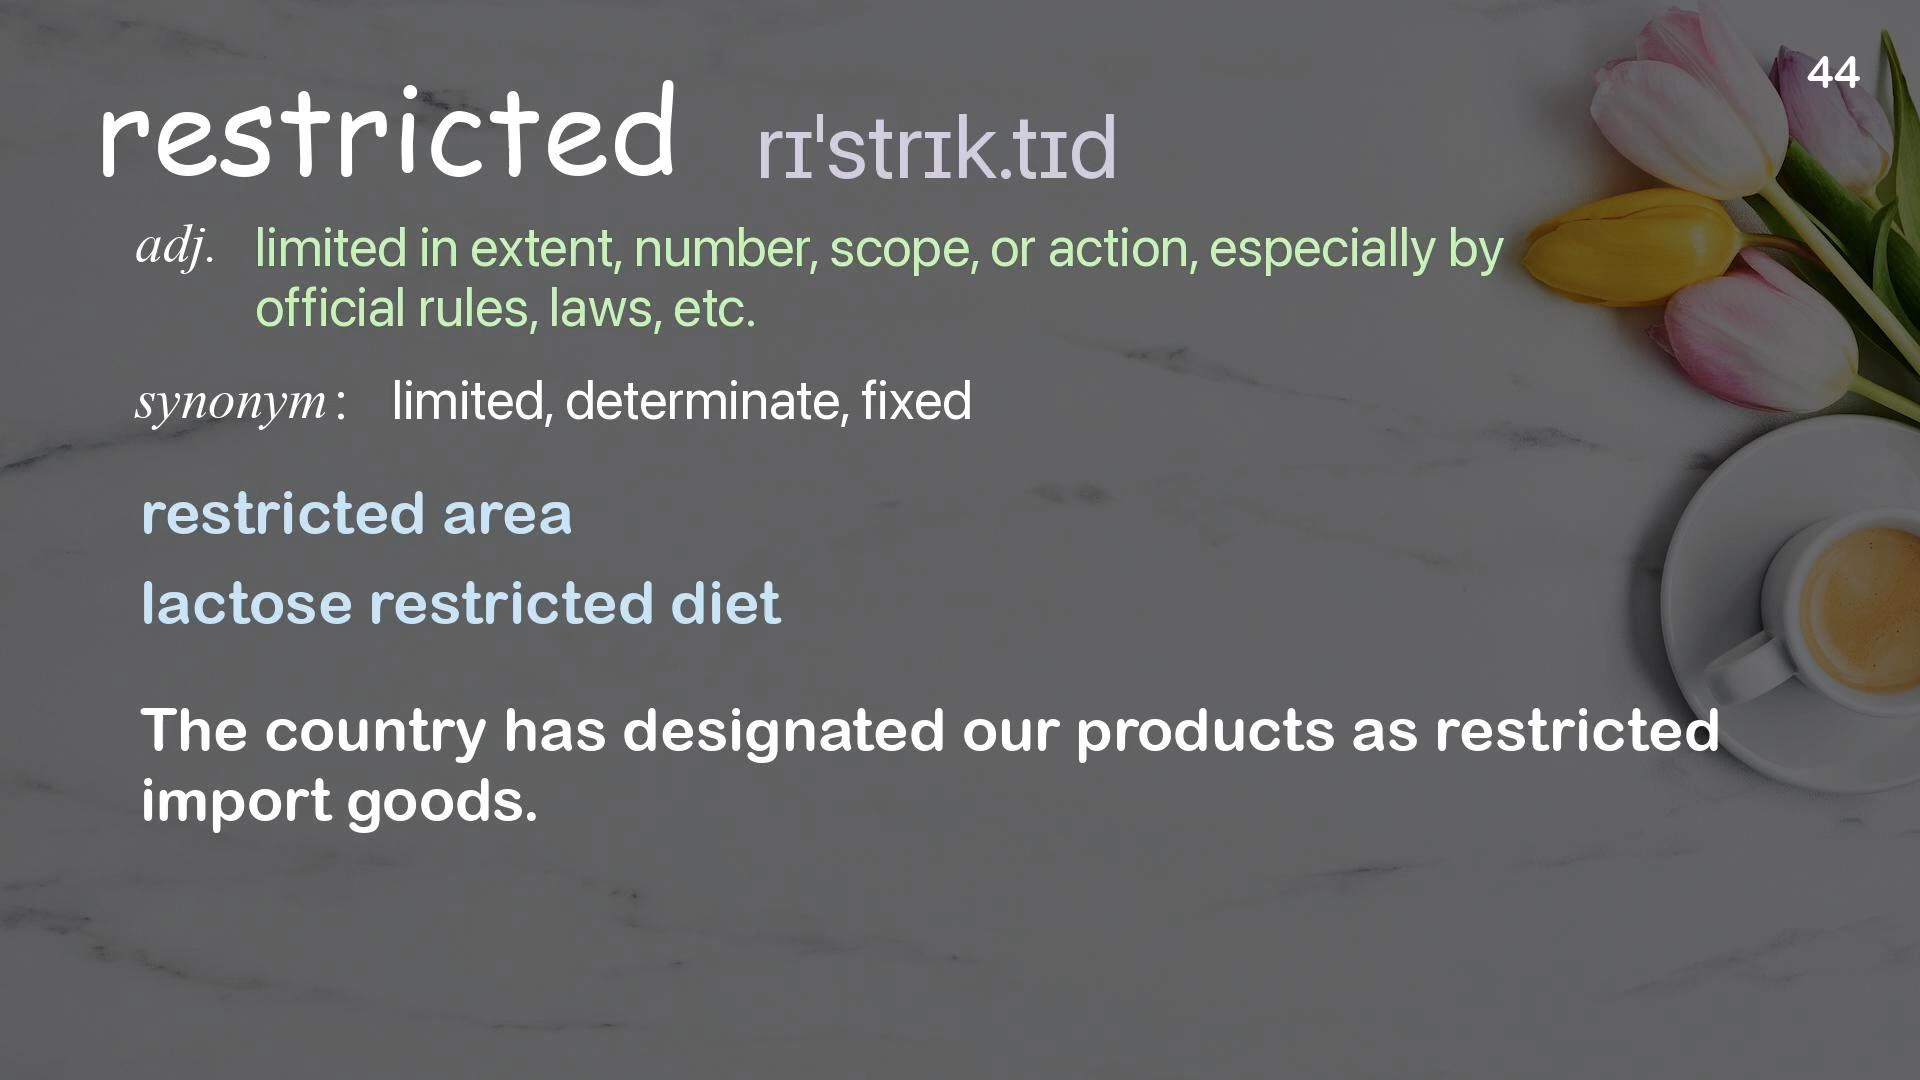 44
restricted rɪˈstrɪk.tɪd
adj. limited in extent, number, scope, or action, especially by
official rules, laws, etc.
synonym : limited, determinate, fixed
restricted area
lactose restricted diet
The country has designated our products as restricted
import goods.